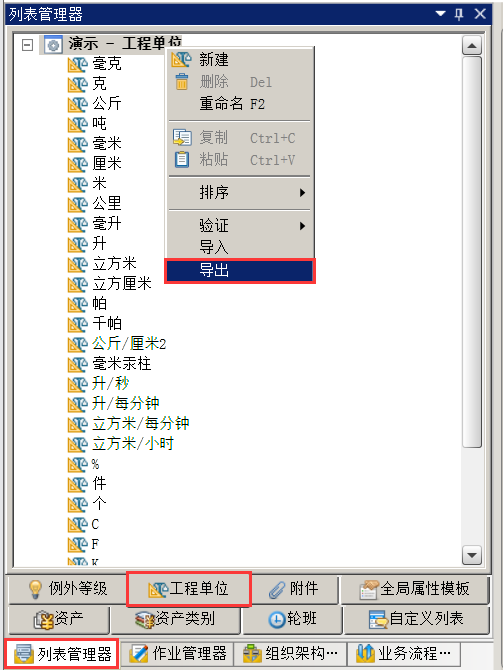 列表管理器
演示 - 工程单位
毫克
新建
克
删除 Del
公斤
重命名 F2
吨
毫米
复制 Ctrl+C
厘米
粘贴 Ctrl+V
米
排序
公里
毫升
验证
升
导入
立方米
导出
立方厘米
帕
千帕
公斤/厘米2
毫米汞柱
升/秒
升/每分钟
立方米/每分钟
立方米/小时
%
件
个
C
F
K
例外等级 工程单位 附件 全局属性模板
资产 资产类别 轮班 自定义列表
列表管理器 作业管理器 组织架构… 业务流程…